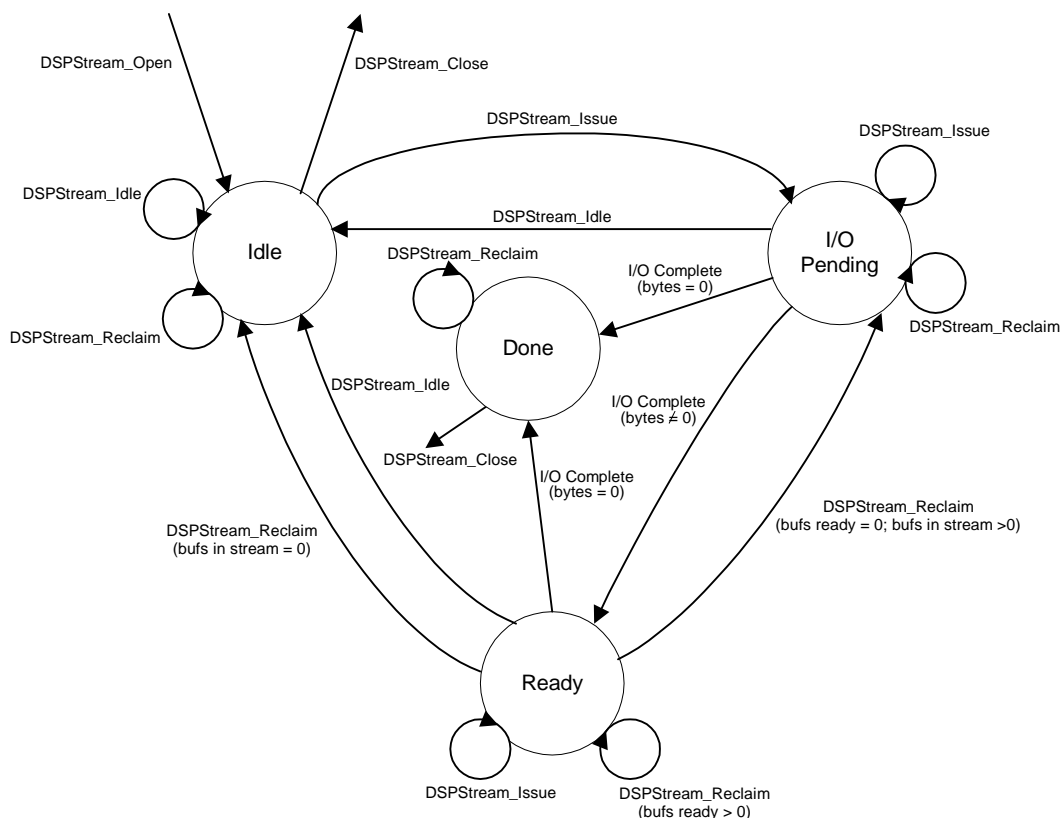 DSPStream_Open
DSPStream_Close
DSPStream_Issue
DSPStream_Issue
DSPStream_Idle
DSPStream_Idle
Idle
I/O
Pending
DSPStream_Reclaim
I/O Complete
(bytes = 0)
DSPStream_Reclaim
DSPStream_Reclaim
Done
DSPStream_Idle
I/O Complete
(bytes ≠ 0)
DSPStream_Close
I/O Complete
(bytes = 0)
DSPStream_Reclaim
(bufs in stream = 0)
DSPStream_Reclaim
(bufs ready = 0; bufs in stream >0)
Ready
DSPStream_Issue
DSPStream_Reclaim
(bufs ready > 0)